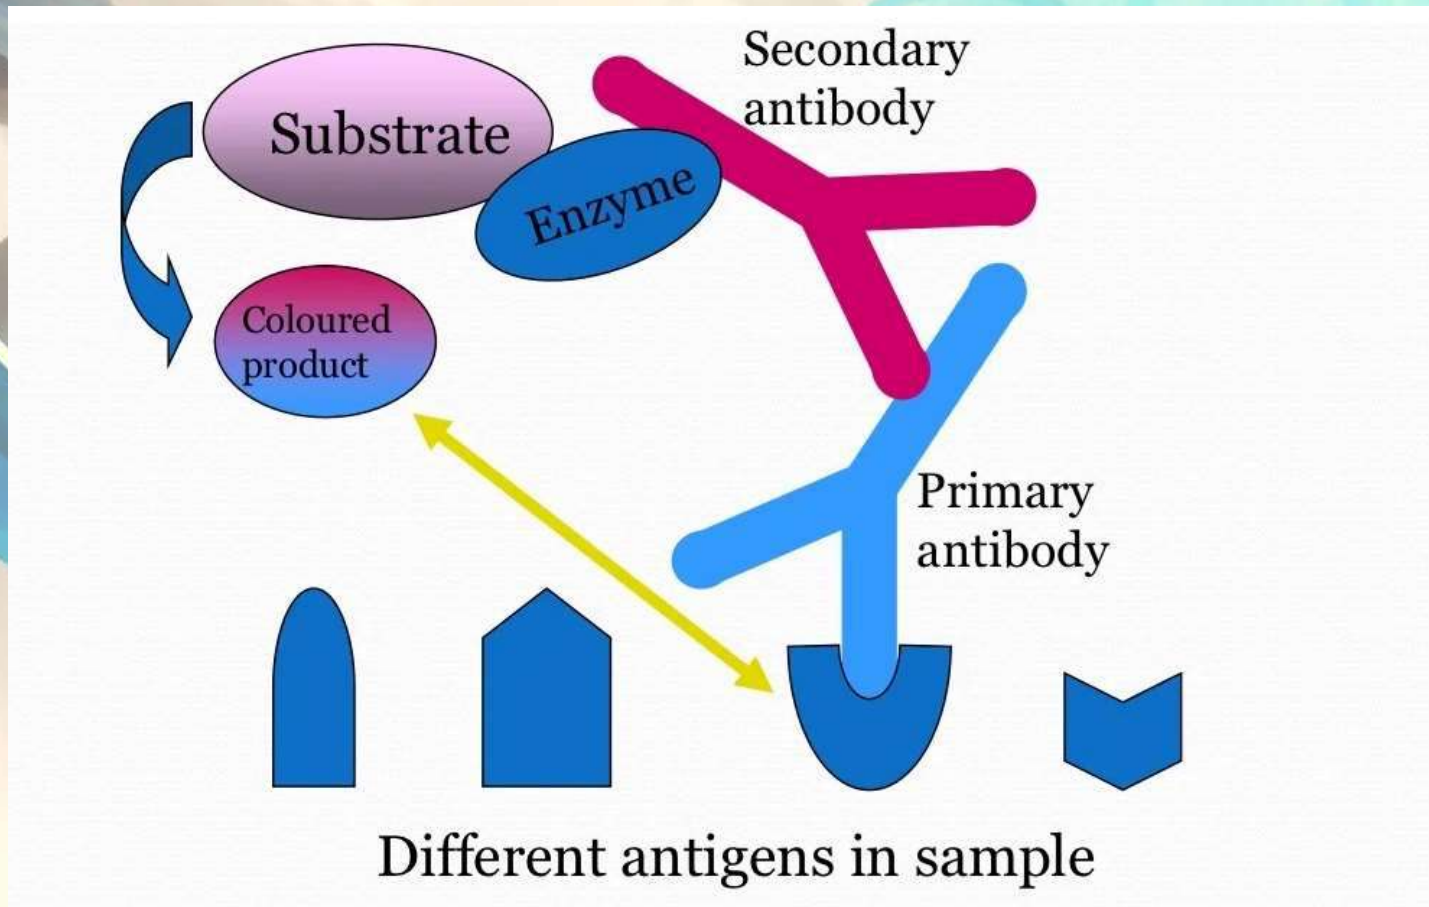 Secondary
antibody
Substrate
Enzyme
Coloured
product
Primary
antibody
Different antigens in sample